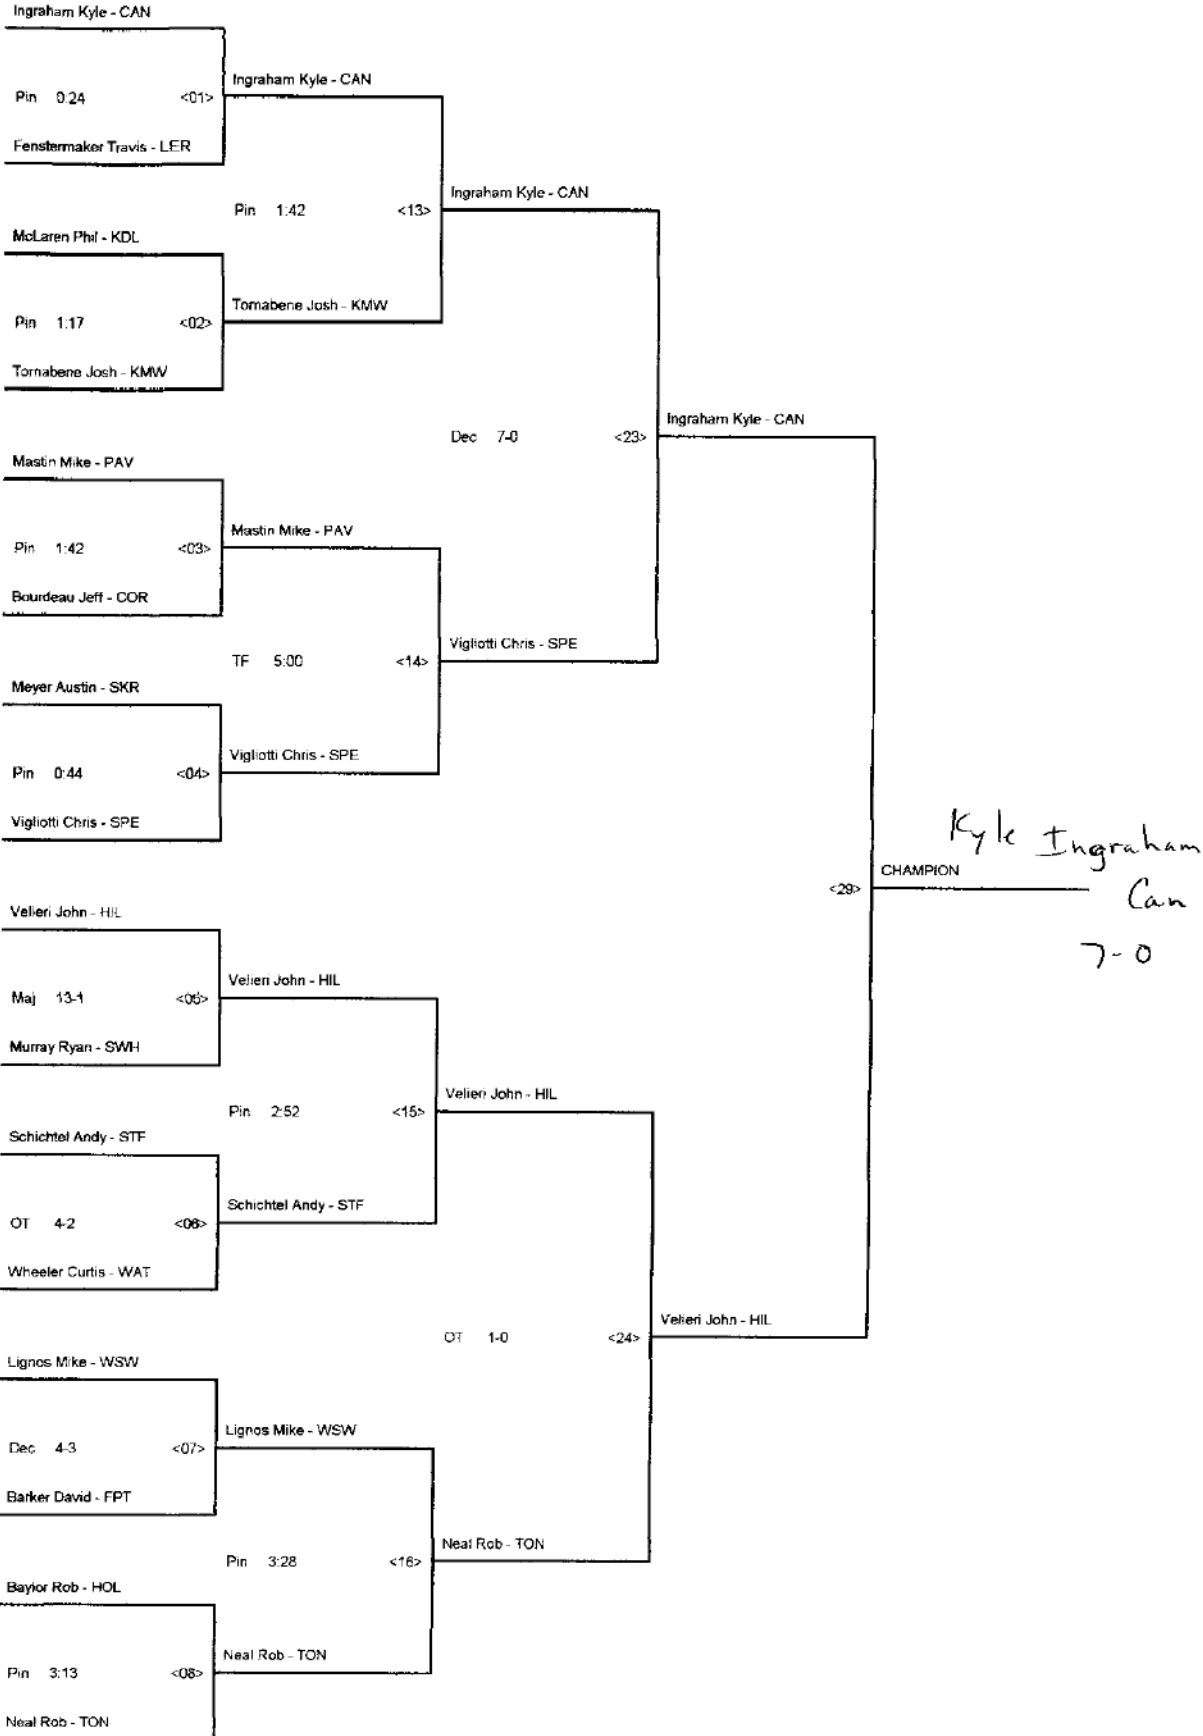 Ingraham Kyle - CAN
Ingraham Kyle - CAN
Pin 0:24 <01>
Fenstermaker Travis - LER
Ingraham Kyle - CAN
Pin 1:42 <13>
McLaren Phil - KDL
Tornabene Josh - KMW
Pin 1:17 <02>
Tornabene Josh - KMW
Ingraham Kyle - CAN
Dec 7-0 <23>
Mastin Mike - PAV
Mastin Mike - PAV
Pin 1:42 <03>
Bourdeau Jeff - COR
Vigliotti Chris - SPE
TF 5:00 <14>
Meyer Austin - SKR
Vigliotti Chris - SPE
Pin 0:44 <04>
Vigliotti Chris - SPE
Kyle Ingraham
<29> CHAMPION
Can
7-0
Velieri John - HIL
Velieri John - HIL
Maj 13-1 <05>
Murray Ryan - SWH
Velieri John - HIL
Pin 2:52 <15>
Schichtel Andy - STF
Schichtel Andy - STF
OT 4-2 <06>
Wheeler Curtis - WAT
Velieri John - HIL
OT 1-0 <24>
Lignos Mike - WSW
Lignos Mike - WSW
Dec 4-3 <07>
Barker David - FPT
Neal Rob - TON
Pin 3:28 <16>
Baylor Rob - HOL
Neal Rob - TON
Pin 3:13 <08>
Neal Rob - TON